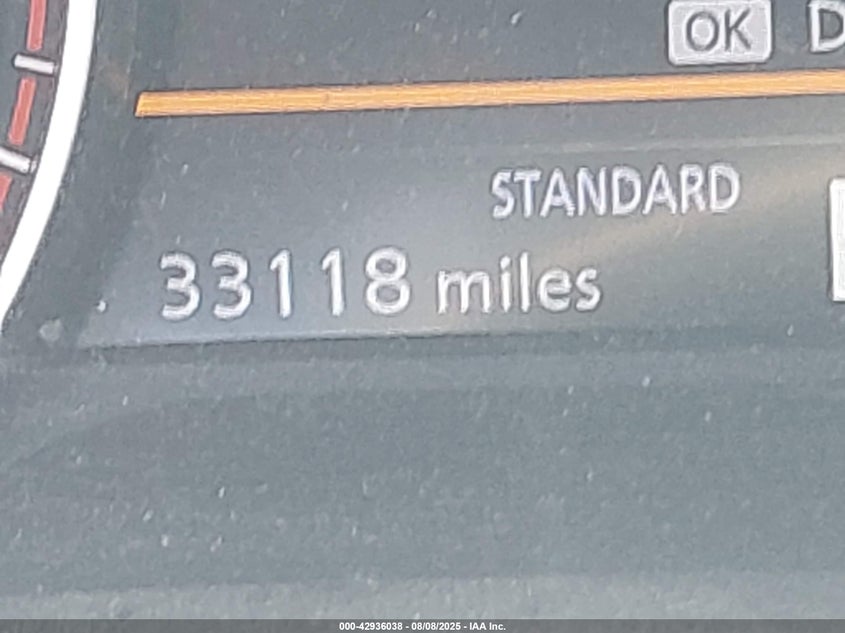 OK D
STANDARD
33118 miles
000-42936038 - 08/08/2025 - IAA Inc.